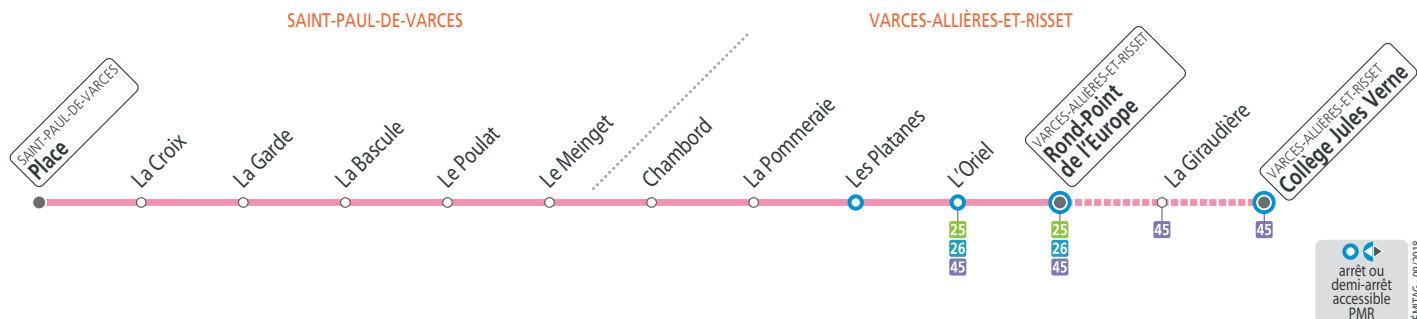 SAINT-PAUL-DE-VARCES
VARCES-ALLIÈRES-ET-RISSET
SAINT-PAUL-DE-VARCES
Place
La Croix
La Garde
La Bascule
Le Poulat
Le Meinget
Chambord
La Pommeraie
Les Platanes
L'Oriel
VARCES-ALLIÈRES-ET-RISSET
Rond-Point
de l'Europe
La Giraudière
VARCES-ALLIÈRES-ET-RISSET
Collège Jules Verne
25
26
45
25
26
45
45
45
arrêt ou
demi-arrêt
accessible
PMR
ÉMITAG - 09/2018